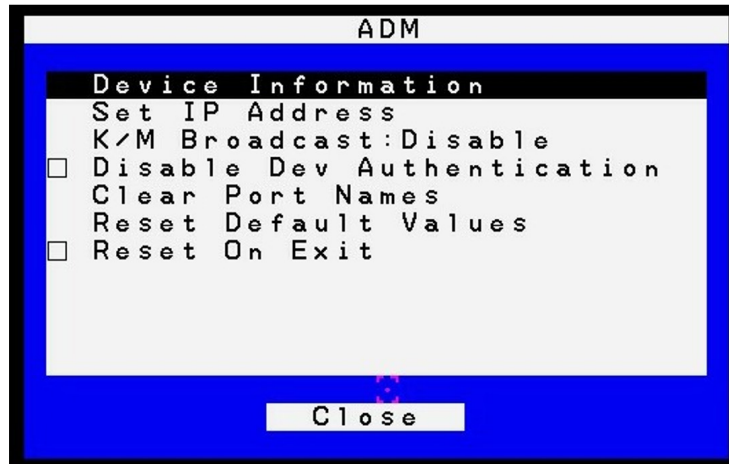 ADM
Device Information
Set IP Address
K/M Broadcast:Disable
Disable Dev Authentication
Clear Port Names
Reset Default Values
Reset On Exit
Close